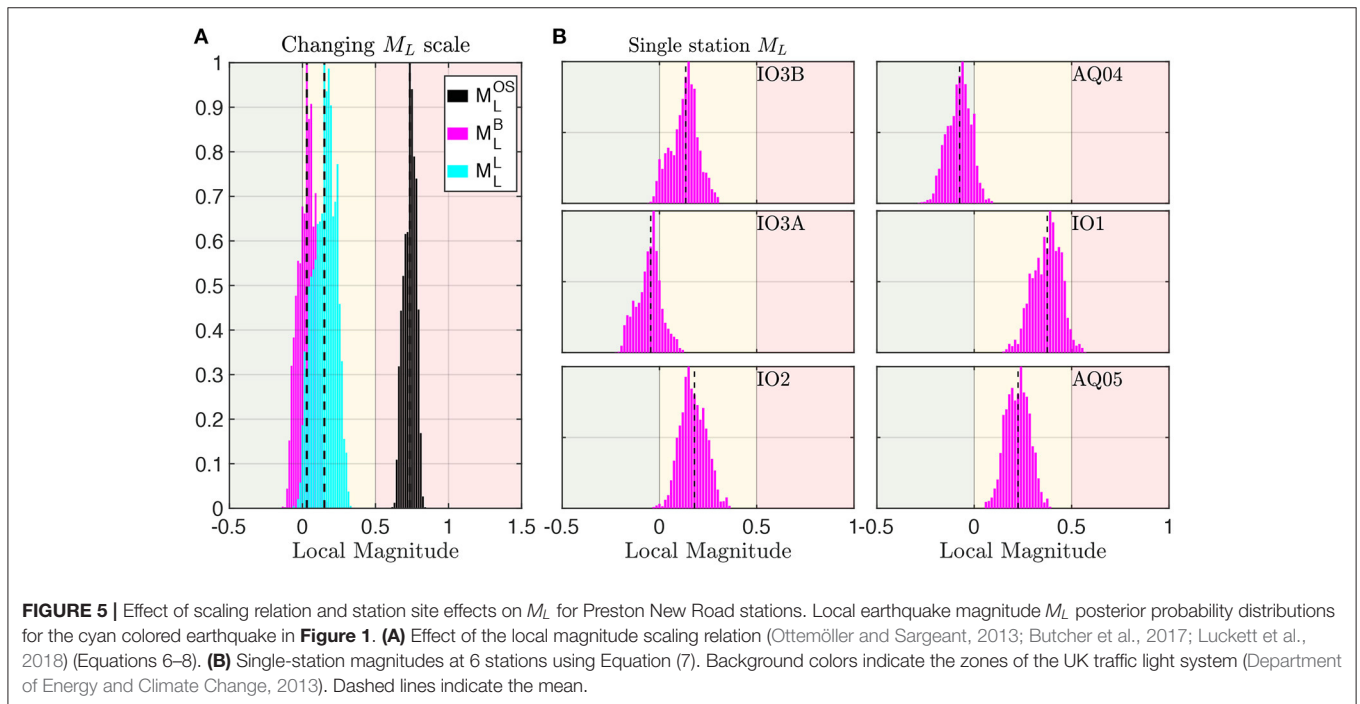 A
Changing M_L scale
1
0.9
0.8
0.7
0.6
0.5
0.4
0.3
0.2
0.1
0
-0.5 0 0.5 1 1.5
Local Magnitude
M_L^OS
M_L^B
M_L^L
B
Single station M_L
IO3B
AQ04
IO3A
IO1
IO2
AQ05
-0.5 0 0.5 1
Local Magnitude
-0.5 0 0.5 1
Local Magnitude
FIGURE 5 | Effect of scaling relation and station site effects on M_L for Preston New Road stations. Local earthquake magnitude M_L posterior probability distributions
for the cyan colored earthquake in Figure 1. (A) Effect of the local magnitude scaling relation (Ottemöller and Sargeant, 2013; Butcher et al., 2017; Luckett et al.,
2018) (Equations 6–8). (B) Single-station magnitudes at 6 stations using Equation (7). Background colors indicate the zones of the UK traffic light system (Department
of Energy and Climate Change, 2013). Dashed lines indicate the mean.